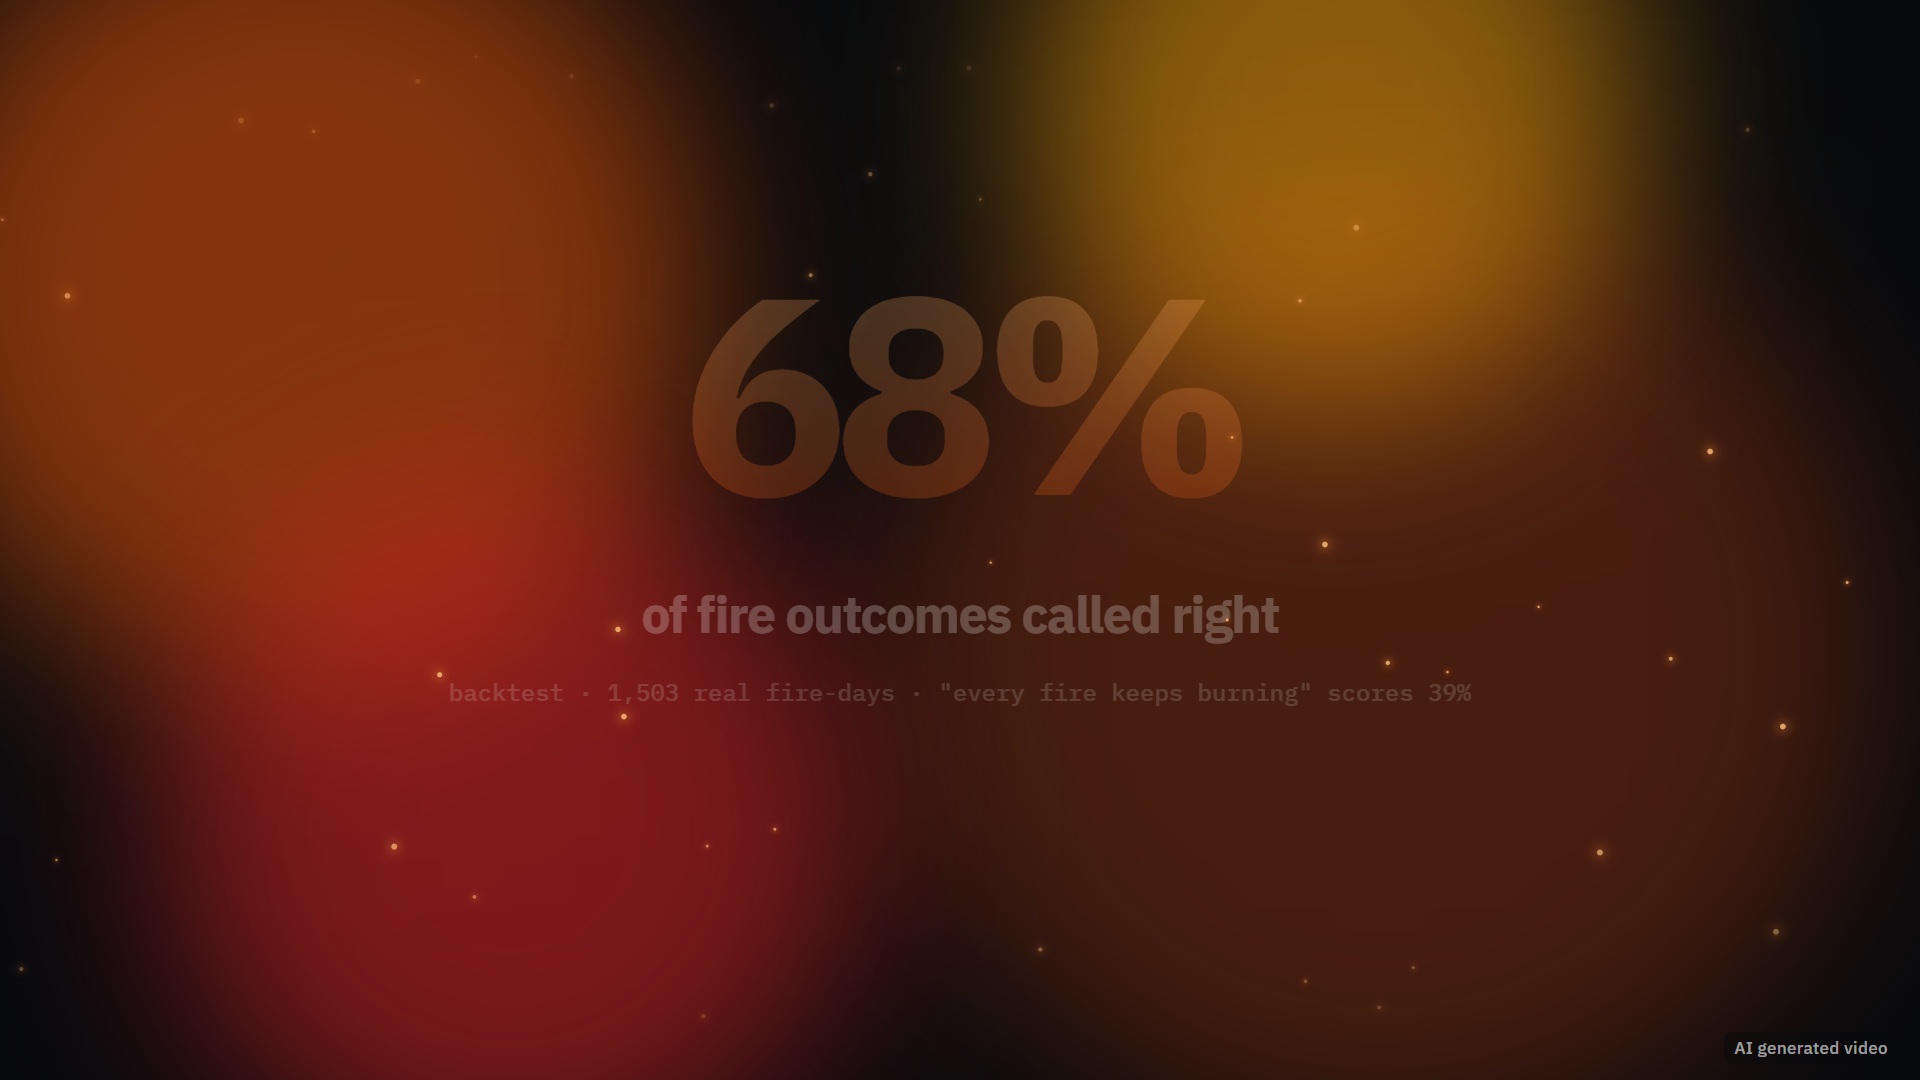 68%
of fire outcomes called right
backtest · 1,503 real fire-days · "every fire keeps burning" scores 39%
AI generated video